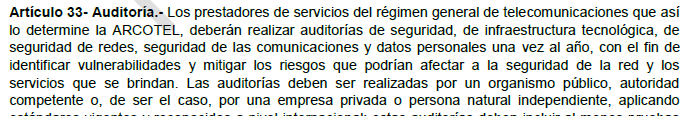 Artículo 33- Auditoría.- Los prestadores de servicios del régimen general de telecomunicaciones que así
lo determine la ARCOTEL, deberán realizar auditorías de seguridad, de infraestructura tecnológica, de
seguridad de redes, seguridad de las comunicaciones y datos personales una vez al año, con el fin de
identificar vulnerabilidades y mitigar los riesgos que podrían afectar a la seguridad de la red y los
servicios que se brindan. Las auditorías deben ser realizadas por un organismo público, autoridad
competente o, de ser el caso, por una empresa privada o persona natural independiente, aplicando